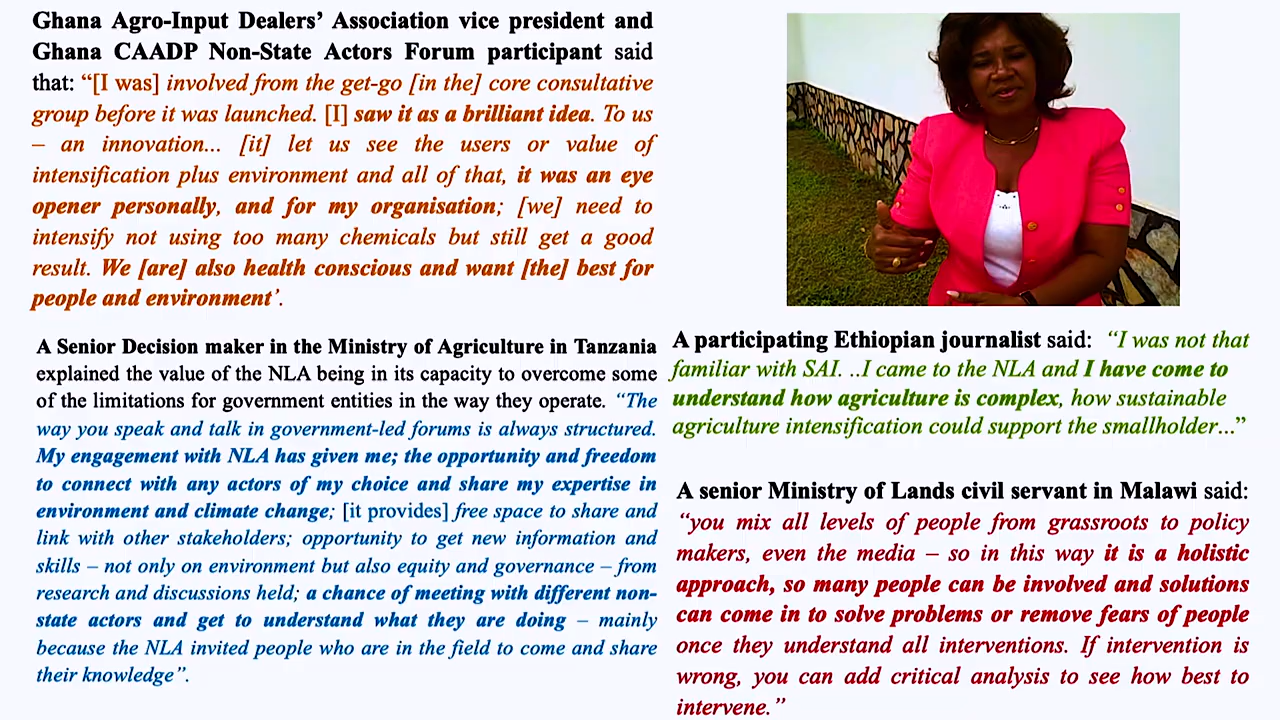 Ghana Agro-Input Dealers’ Association vice president and
Ghana CAADP Non-State Actors Forum participant said
that: “[I was] involved from the get-go [in the] core consultative
group before it was launched. [I] saw it as a brilliant idea. To us
– an innovation... [it] let us see the users or value of
intensification plus environment and all of that, it was an eye
opener personally, and for my organisation; [we] need to
intensify not using too many chemicals but still get a good
result. We [are] also health conscious and want [the] best for
people and environment’.
A Senior Decision maker in the Ministry of Agriculture in Tanzania
explained the value of the NLA being in its capacity to overcome some
of the limitations for government entities in the way they operate. “The
way you speak and talk in government-led forums is always structured.
My engagement with NLA has given me; the opportunity and freedom
to connect with any actors of my choice and share my expertise in
environment and climate change; [it provides] free space to share and
link with other stakeholders; opportunity to get new information and
skills – not only on environment but also equity and governance – from
research and discussions held; a chance of meeting with different non-
state actors and get to understand what they are doing – mainly
because the NLA invited people who are in the field to come and share
their knowledge”.
A participating Ethiopian journalist said: “I was not that
familiar with SAI. ..I came to the NLA and I have come to
understand how agriculture is complex, how sustainable
agriculture intensification could support the smallholder...”
A senior Ministry of Lands civil servant in Malawi said:
“you mix all levels of people from grassroots to policy
makers, even the media – so in this way it is a holistic
approach, so many people can be involved and solutions
can come in to solve problems or remove fears of people
once they understand all interventions. If intervention is
wrong, you can add critical analysis to see how best to
intervene.”